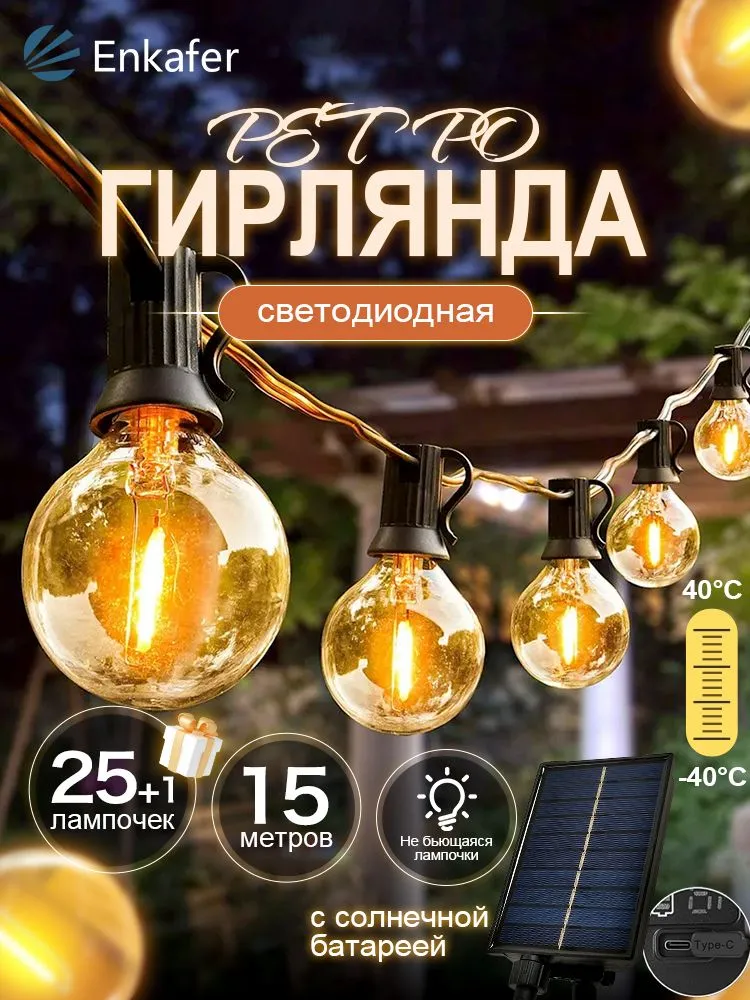 Enkafer
РЕТРО
ГИРЛЯНДА
светодиодная
40°C
-40°C
25+1
лампочек
15
метров
Не бьющаяся
лампочки
с солнечной
батареей
Type-C